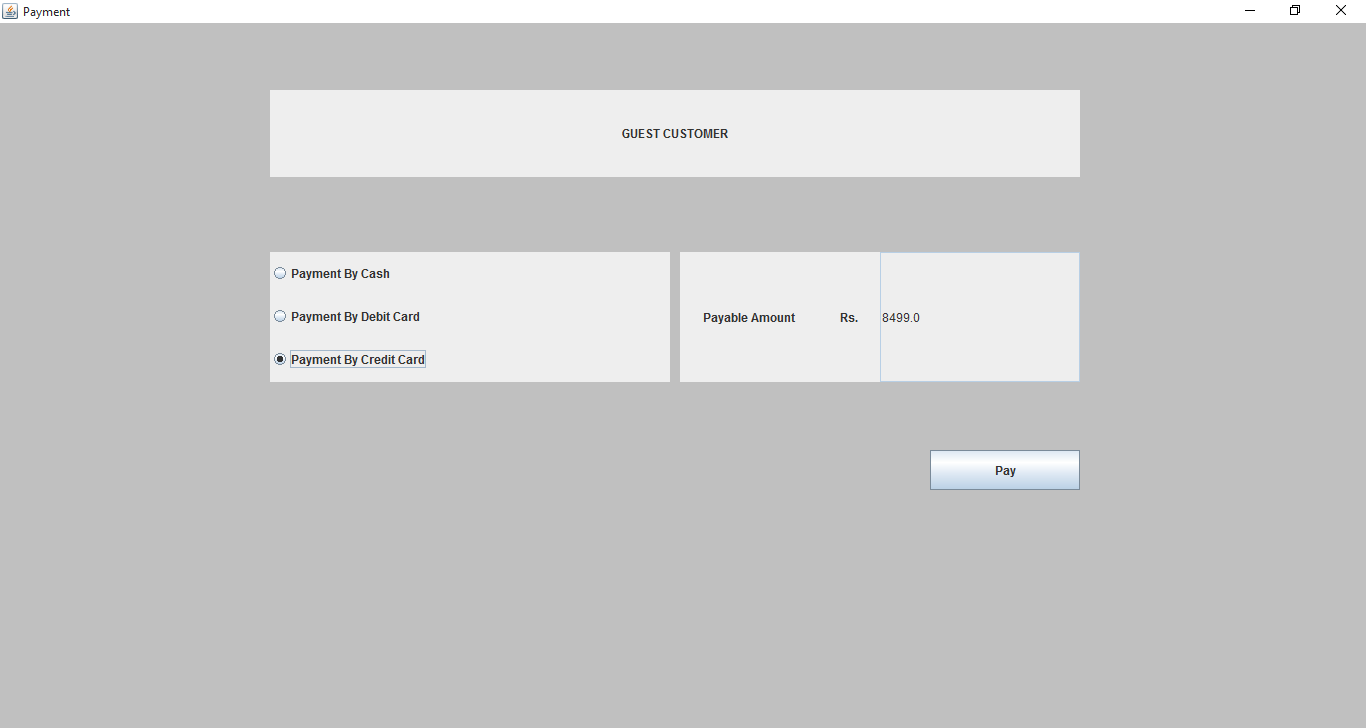 Payment
GUEST CUSTOMER
Payment By Cash
Payment By Debit Card
Payment By Credit Card
Payable Amount Rs. 8499.0
Pay